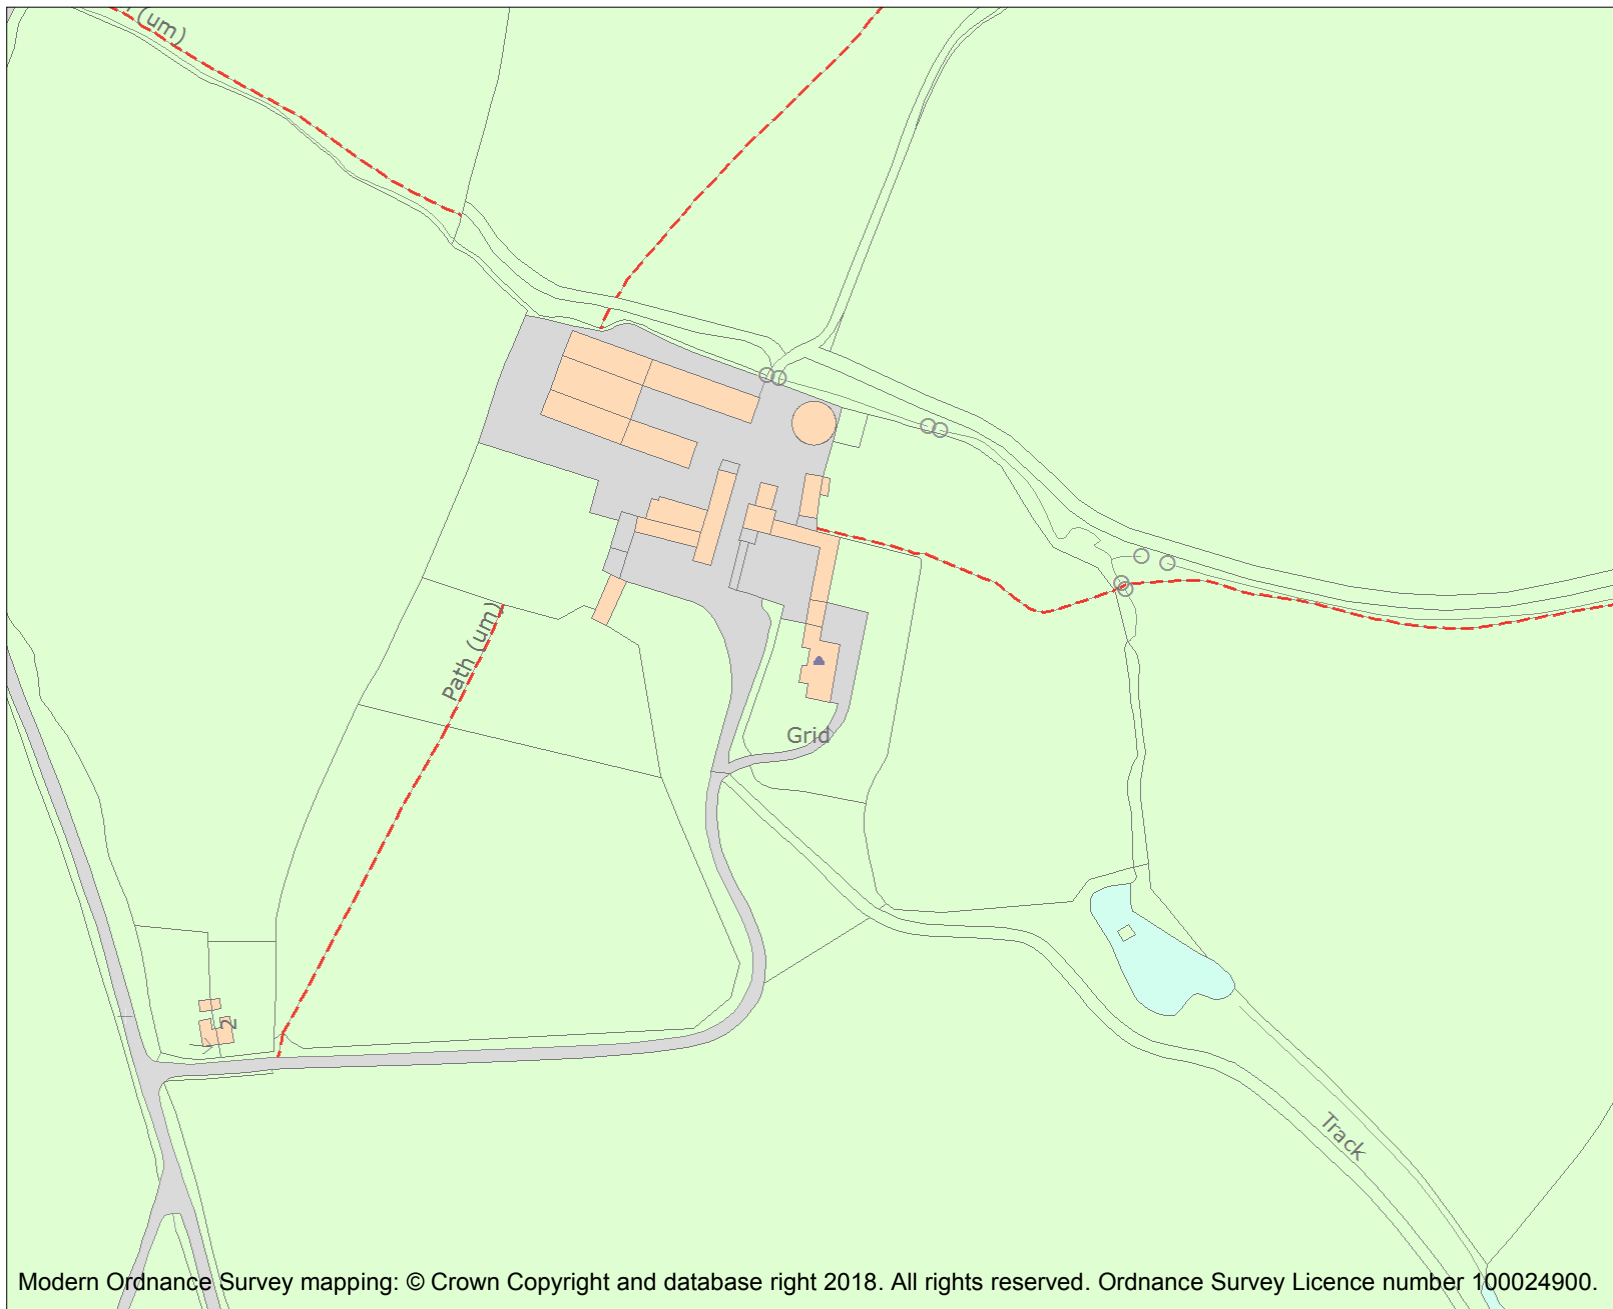 (um)
Path (um)
Grid
2
Track
Modern Ordnance Survey mapping: © Crown Copyright and database right 2018. All rights reserved. Ordnance Survey Licence number 100024900.